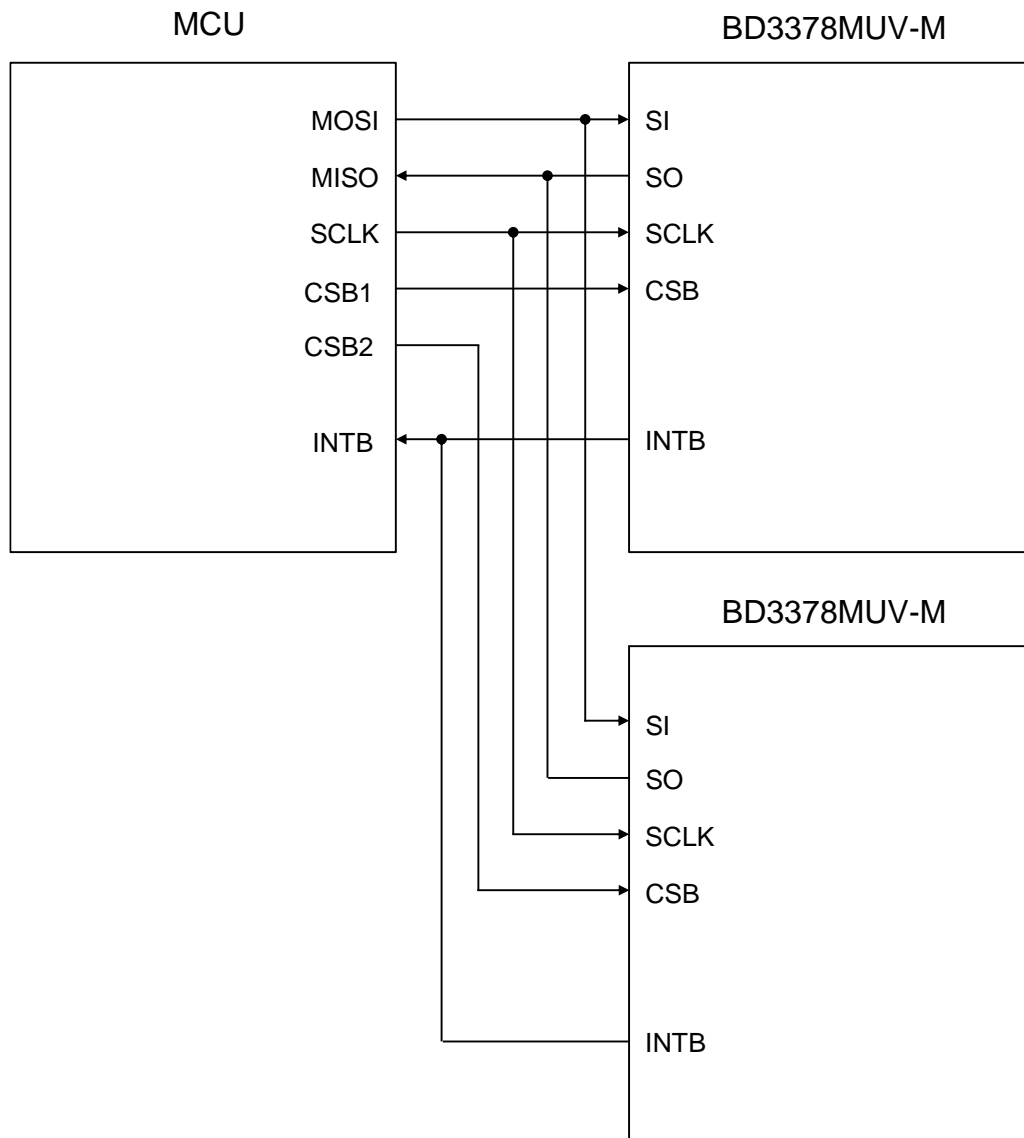 MCU
BD3378MUV-M
MOSI
SI
MISO
SO
SCLK
SCLK
CSB1
CSB
CSB2
INTB
INTB
BD3378MUV-M
SI
SO
SCLK
CSB
INTB